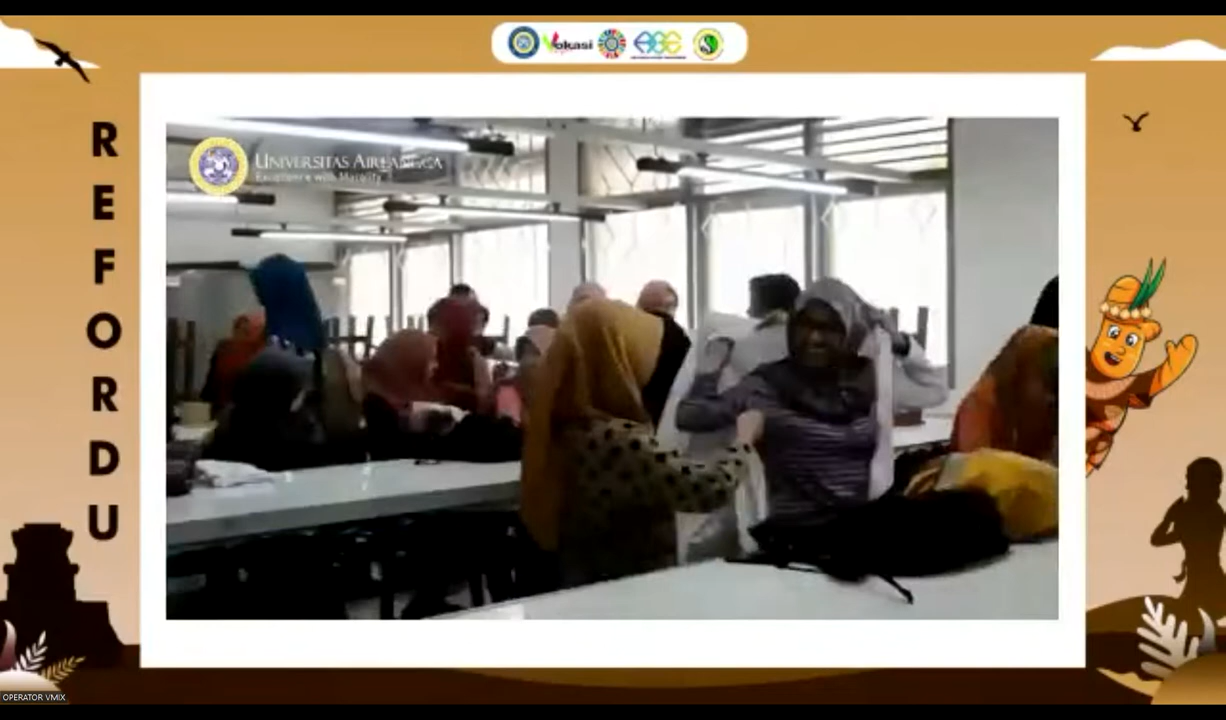 Vokasi
REFORDU
UNIVERSITAS AIRLANGGA
Excellence with Morality
OPERATOR VMIX